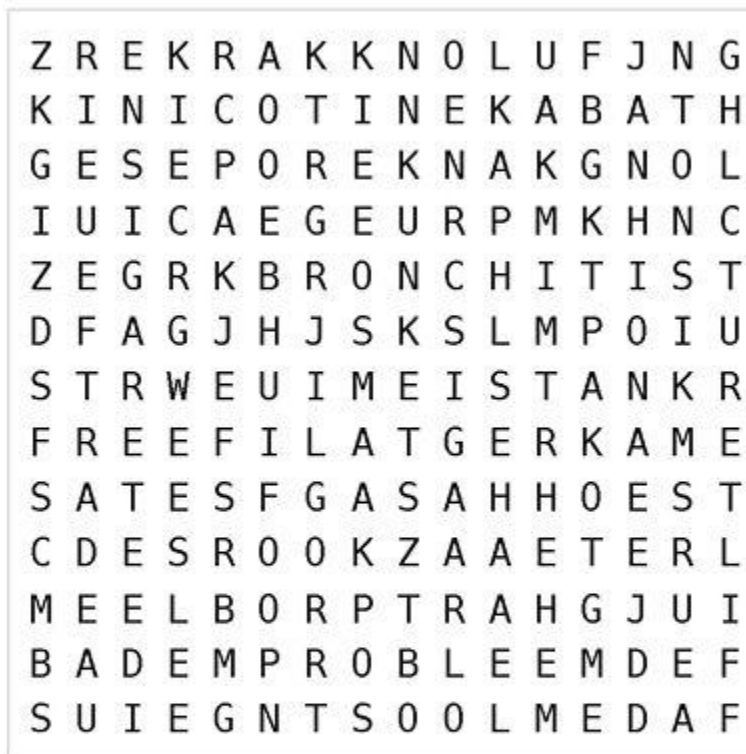 Z R E K R A K K N O L U F J N G
K I N I C O T I N E K A B A T H
G E S E P O R E K N A K G N O L
I U I C A E G E U R P M K H N C
Z E G R K B R O N C H I T I S T
D F A G J H J S K S L M P O I U
S T R W E U I M E I S T A N K R
F R E E F I L A T G E R K A M E
S A T E S F G A S A H H O E S T
C D E S R O O K Z A A E T E R L
M E E L B O R P T R A H G J U I
B A D E M P R O B L E E M D E F
S U I E G N T S O O L M E D A F